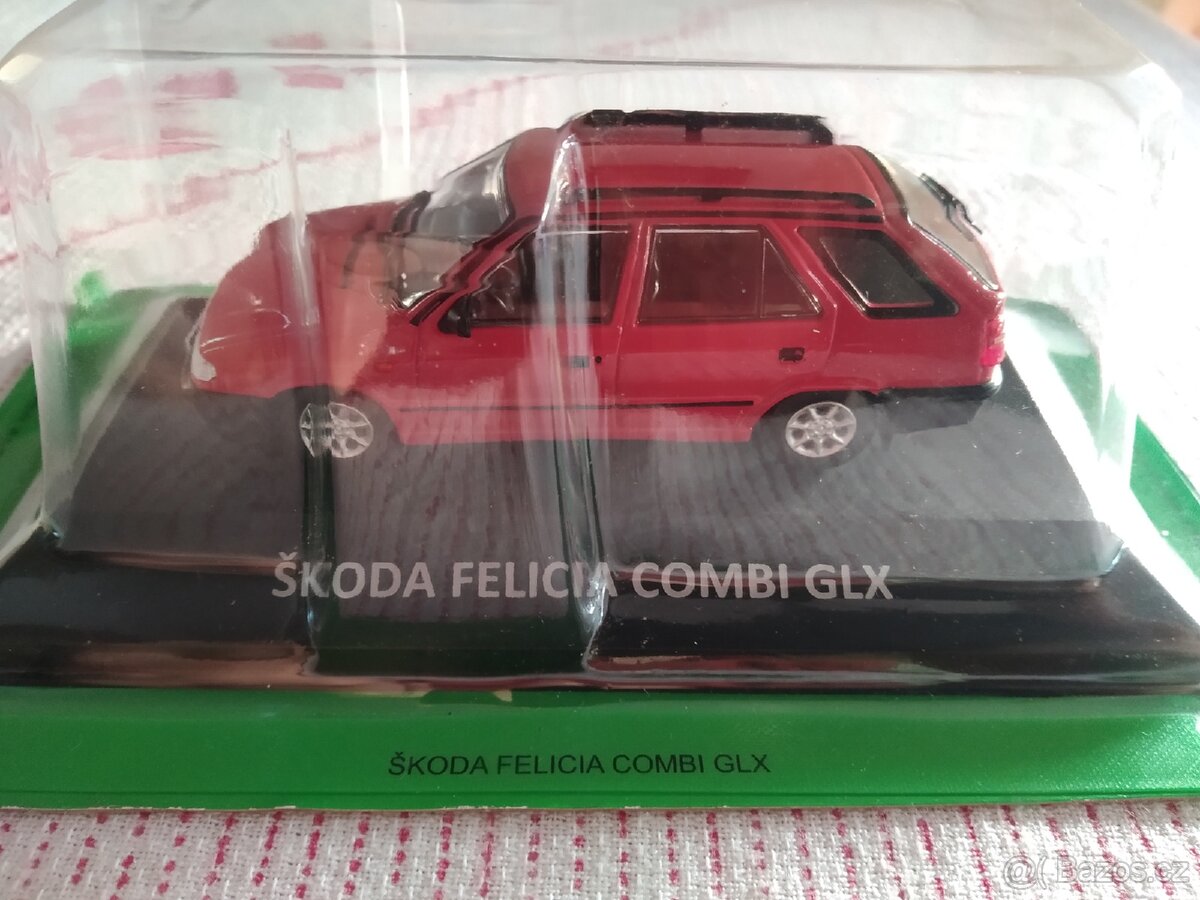 ŠKODA FELICIA COMBI GLX
ŠKODA FELICIA COMBI GLX
@( Bazos.cz